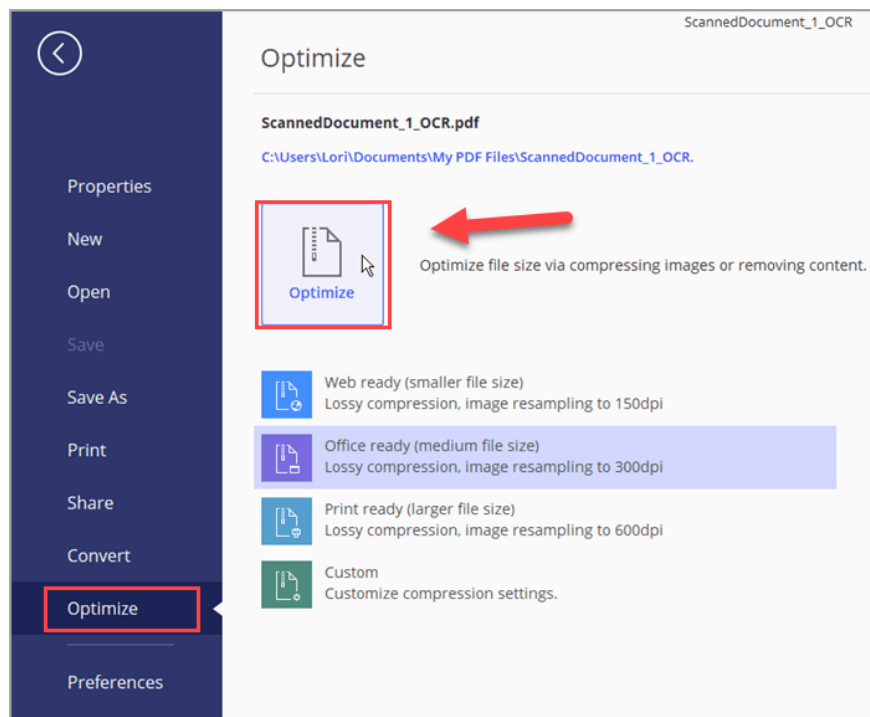 ScannedDocument_1_OCR
Optimize
ScannedDocument_1_OCR.pdf
C:\Users\Lori\Documents\My PDF Files\ScannedDocument_1_OCR.
Properties
New
Open
Save
Save As
Print
Share
Convert
Optimize
Preferences
Optimize
Optimize file size via compressing images or removing content.
Web ready (smaller file size)
Lossy compression, image resampling to 150dpi
Office ready (medium file size)
Lossy compression, image resampling to 300dpi
Print ready (larger file size)
Lossy compression, image resampling to 600dpi
Custom
Customize compression settings.